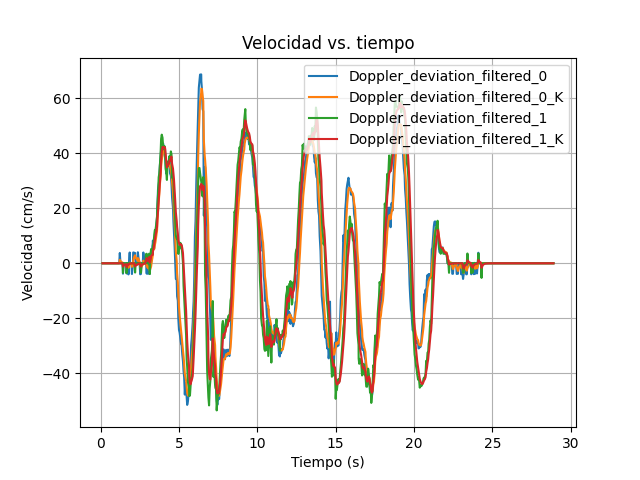 Velocidad vs. tiempo
Doppler_deviation_filtered_0
Doppler_deviation_filtered_0_K
Doppler_deviation_filtered_1
Doppler_deviation_filtered_1_K
Velocidad (cm/s)
60
40
20
0
−20
−40
0 5 10 15 20 25 30
Tiempo (s)